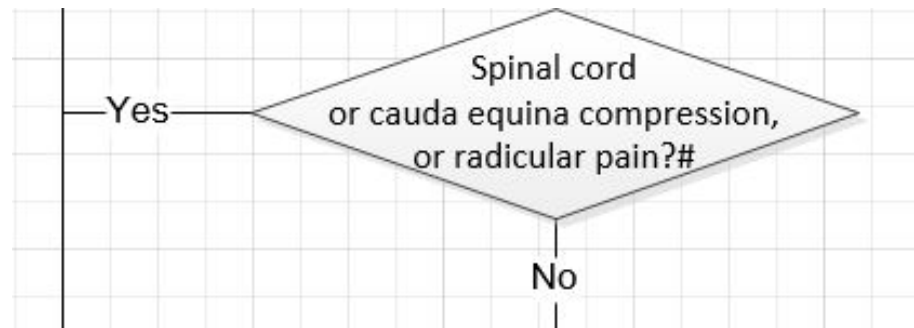 Spinal cord
Yes
or cauda equina compression,
or radicular pain?#
No